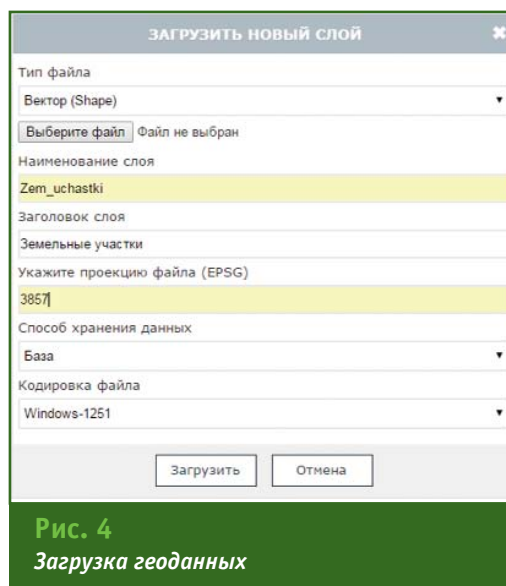 ЗАГРУЗИТЬ НОВЫЙ СЛОЙ
Тип файла
Вектор (Shape)
Выберите файл Файл не выбран
Наименование слоя
Zem_uchastki
Заголовок слоя
Земельные участки
Укажите проекцию файла (EPSG)
3857
Способ хранения данных
База
Кодировка файла
Windows-1251
Загрузить Отмена
Рис. 4
Загрузка геоданных